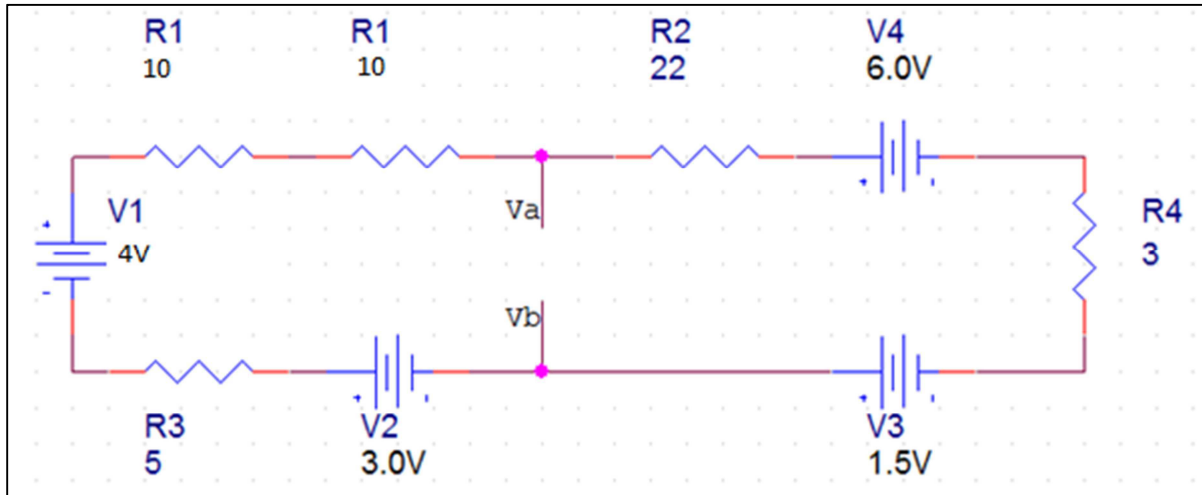 R1 R1 R2 V4
10 10 22 6.0V
+ -
Va
+ V1 R4
4V 3
-
Vb
+ - + -
R3 V2 V3
5 3.0V 1.5V